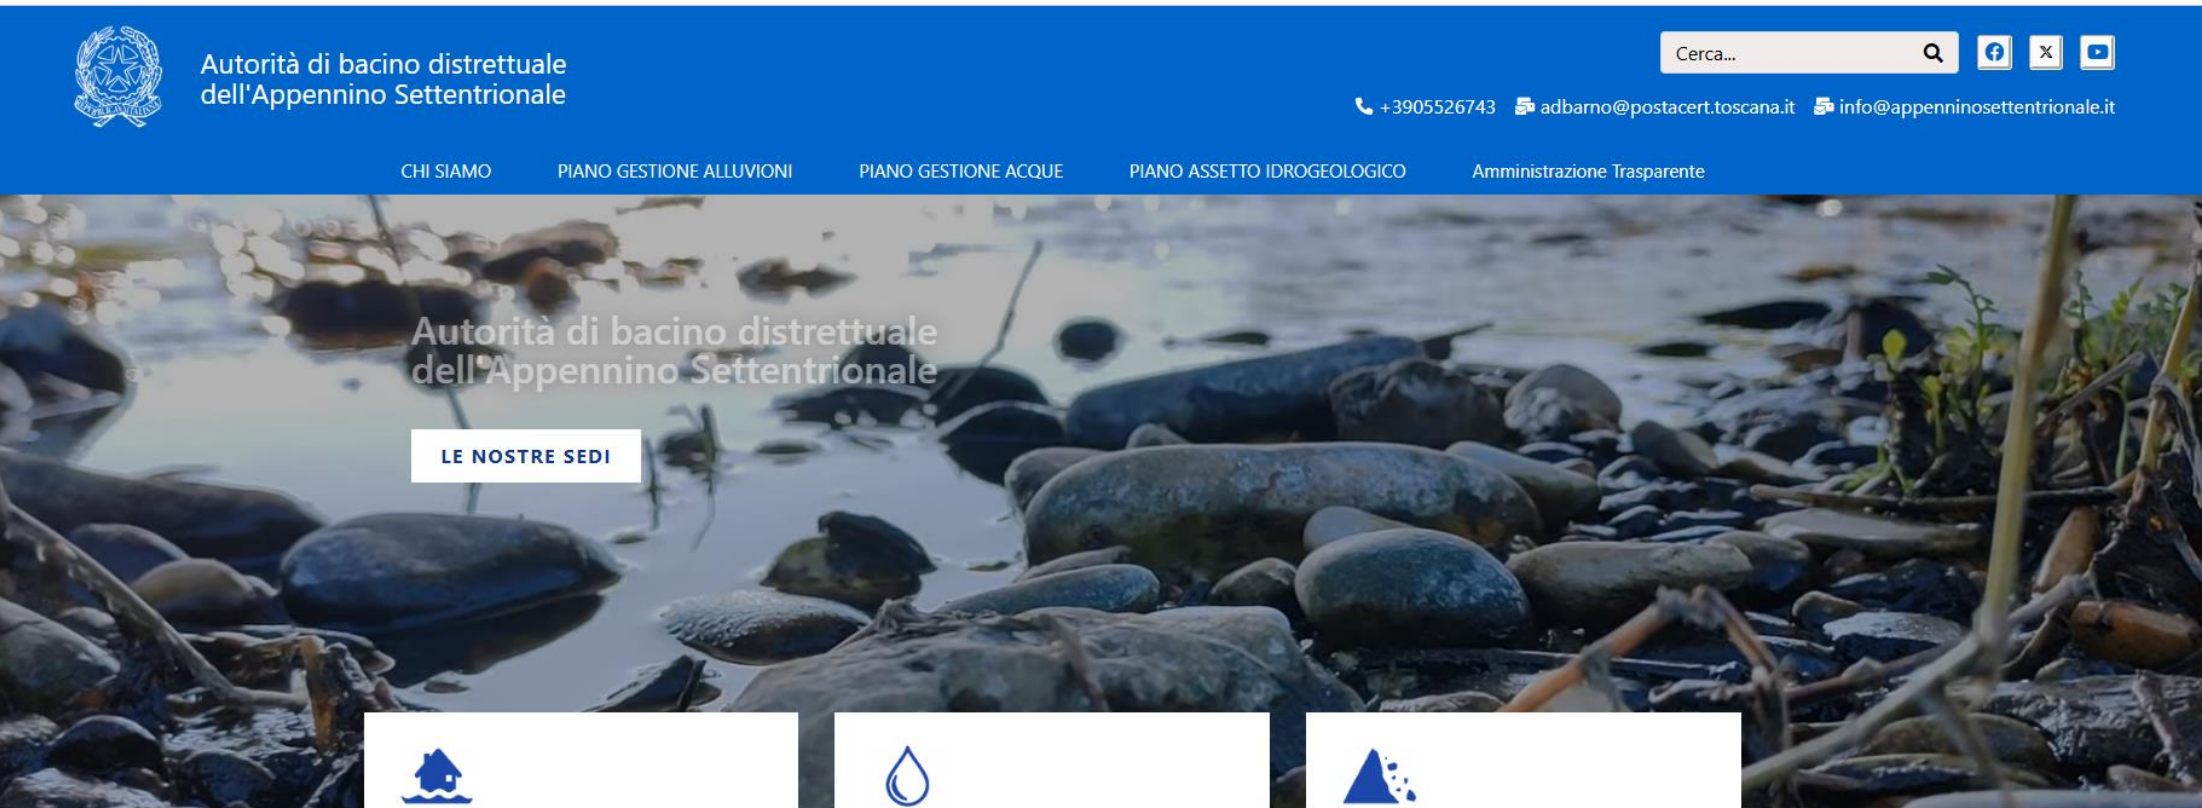 Autorità di bacino distrettuale
dell'Appennino Settentrionale
Cerca...
+3905526743 adbarno@postacert.toscana.it info@appenninosettentrionale.it
CHI SIAMO PIANO GESTIONE ALLUVIONI PIANO GESTIONE ACQUE PIANO ASSETTO IDROGEOLOGICO Amministrazione Trasparente
Autorità di bacino distrettuale
dell'Appennino Settentrionale
LE NOSTRE SEDI